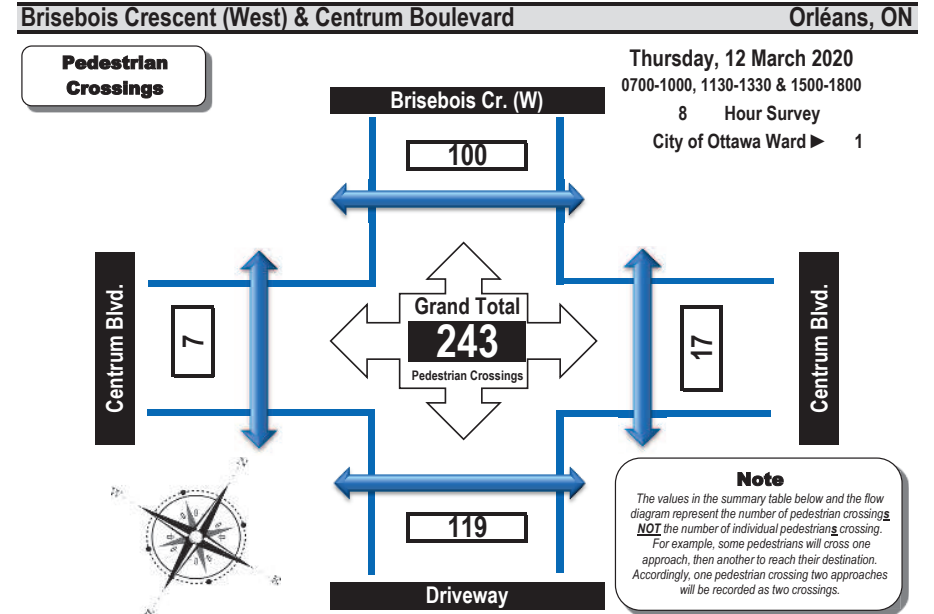 Brisebois Crescent (West) & Centrum Boulevard Orléans, ON
Pedestrian
Crossings
Thursday, 12 March 2020
0700-1000, 1130-1330 & 1500-1800
8 Hour Survey
City of Ottawa Ward ► 1
Brisebois Cr. (W)
100
Centrum Blvd.
7
Grand Total
243
Pedestrian Crossings
17
Centrum Blvd.
119
Driveway
Note
The values in the summary table below and the flow
diagram represent the number of pedestrian crossings
NOT the number of individual pedestrians crossing.
For example, some pedestrians will cross one
approach, then another to reach their destination.
Accordingly, one pedestrian crossing two approaches
will be recorded as two crossings.